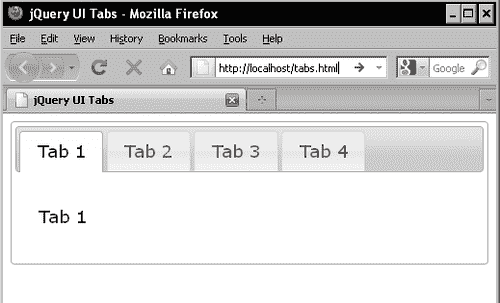 jQuery UI Tabs - Mozilla Firefox
File Edit View History Bookmarks Tools Help
http://localhost/tabs.html Google
jQuery UI Tabs
Tab 1 Tab 2 Tab 3 Tab 4
Tab 1